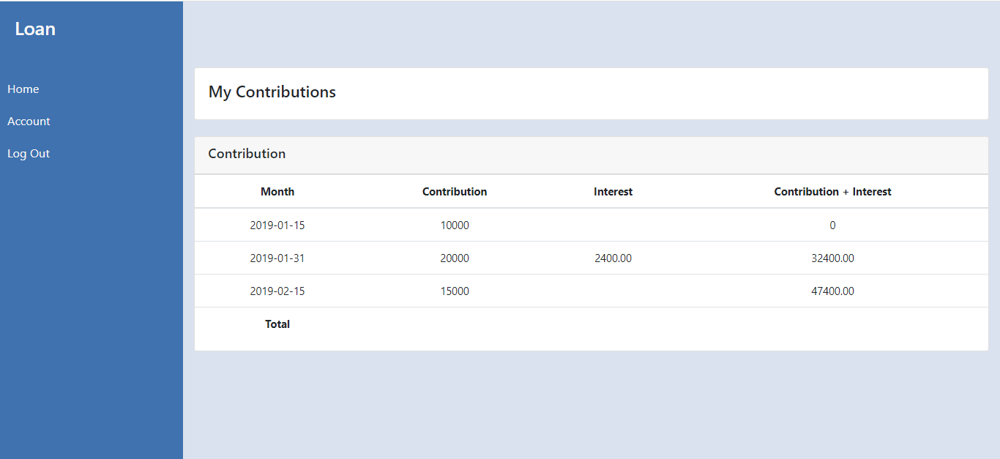 Loan
Home
Account
Log Out
My Contributions
Contribution
Month Contribution Interest Contribution + Interest
2019-01-15 10000 0
2019-01-31 20000 2400.00 32400.00
2019-02-15 15000 47400.00
Total